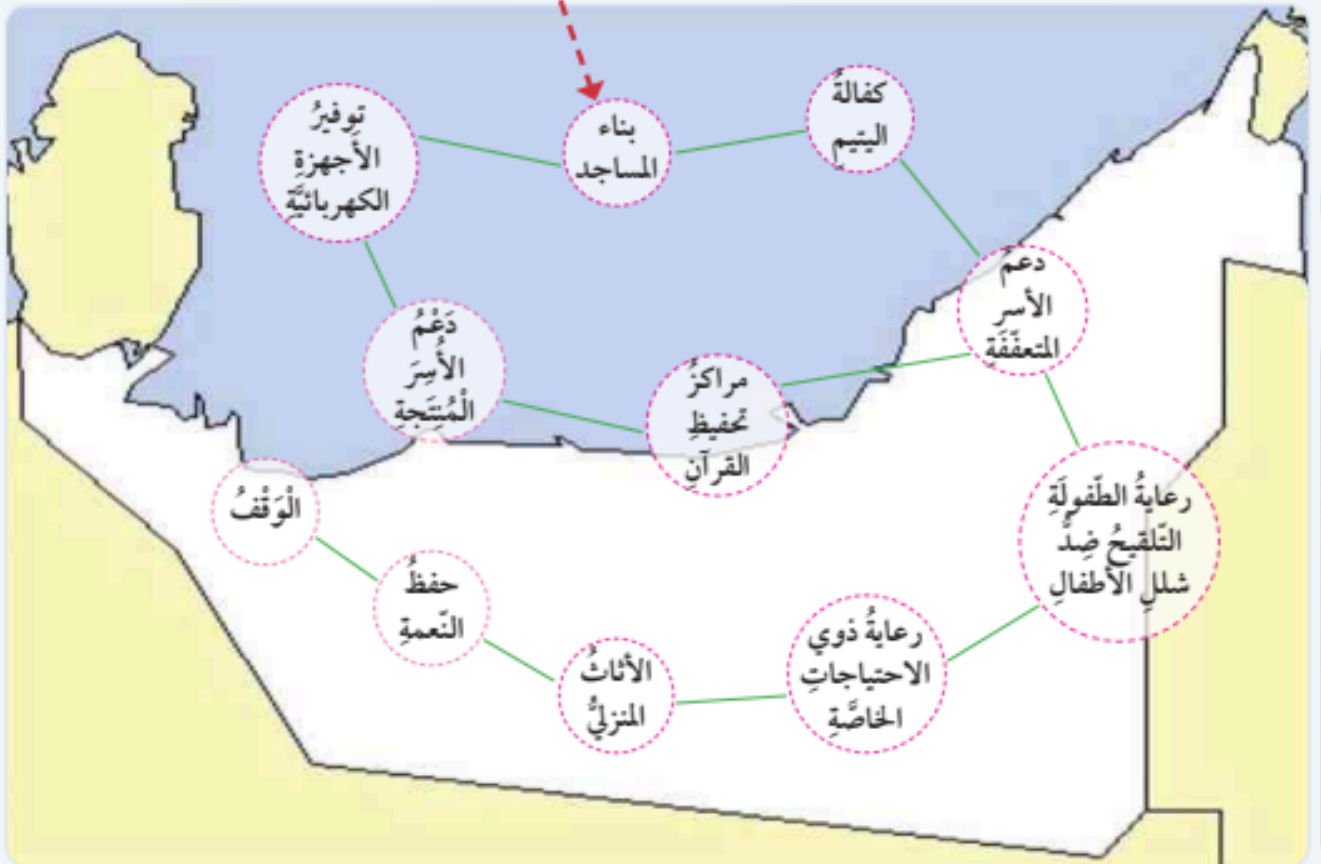 كفالةُ
اليتيمِ
بناء
المساجد
توفيرُ
الأجهزةِ
الكهربائيَّةِ
دعمُ
الأسرِ
المتعفّفَةِ
دَعْمُ
الأُسِرَ
الْمُنِتَجةِ
مراكزُ
تحفيظِ
القرآنِ
رعايةُ الطّفولَةِ
التّلقيحُ ضِدُّ
شللِ الأطفالِ
الْوَقْفُ
حفظُ
النّعمةِ
الأثاثُ
المنزليُّ
رعايةُ ذوي
الاحتياجاتِ
الخاصَّةِ